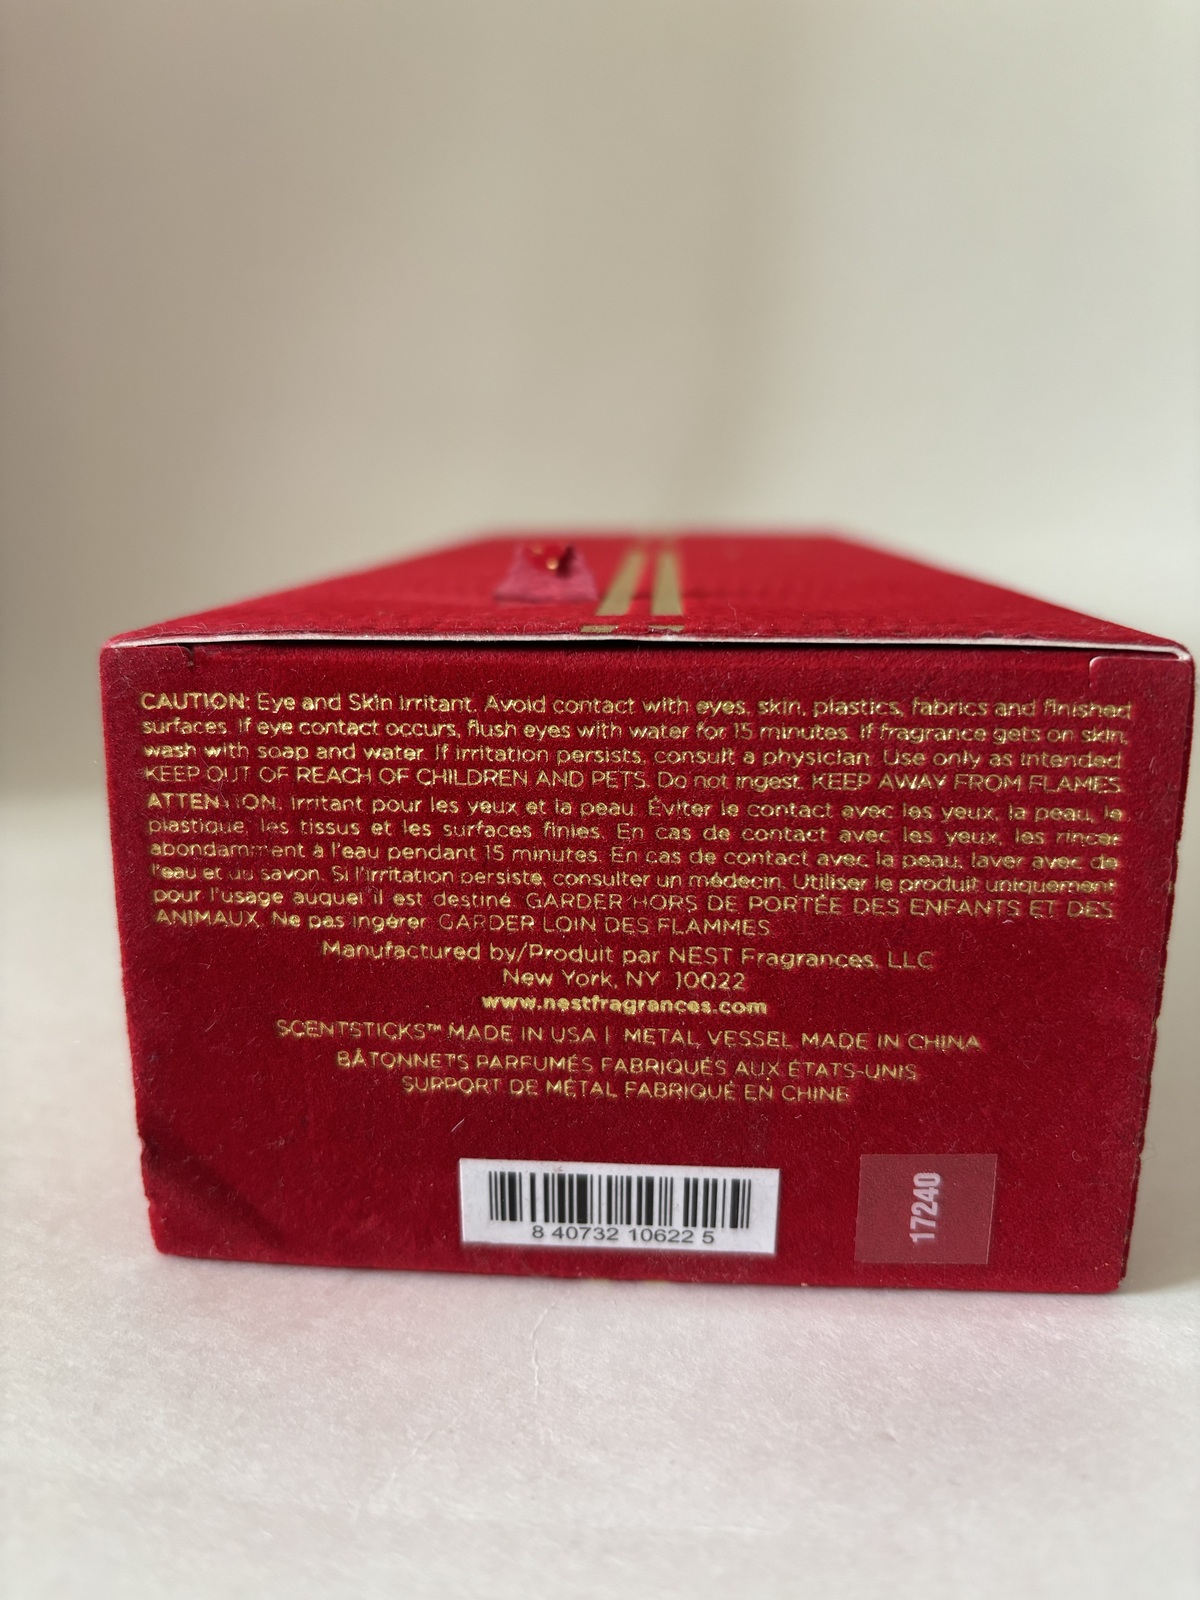 CAUTION: Eye and Skin Irritant. Avoid contact with eyes, skin, plastics, fabrics and finished
surfaces. If eye contact occurs, flush eyes with water for 15 minutes. If fragrance gets on skin,
wash with soap and water. If irritation persists, consult a physician. Use only as intended
KEEP OUT OF REACH OF CHILDREN AND PETS. Do not ingest. KEEP AWAY FROM FLAMES.
ATTENTION: Irritant pour les yeux et la peau. Éviter le contact avec les yeux, la peau, le
plastique, les tissus et les surfaces finies. En cas de contact avec les yeux, les rincer
abondamment à l'eau pendant 15 minutes. En cas de contact avec la peau, laver avec de
l'eau et du savon. Si l'irritation persiste, consulter un médecin. Utiliser le produit uniquement
pour l'usage auquel il est destiné. GARDER HORS DE PORTÉE DES ENFANTS ET DES
ANIMAUX. Ne pas ingérer. GARDER LOIN DES FLAMMES.
Manufactured by/Produit par NEST Fragrances, LLC
New York, NY 10022
www.nestfragrances.com
SCENTSTICKS™ MADE IN USA | METAL VESSEL MADE IN CHINA
BÂTONNETS PARFUMÉS FABRIQUÉS AUX ÉTATS-UNIS
SUPPORT DE MÉTAL FABRIQUÉ EN CHINE
8 40732 10622 5
17240